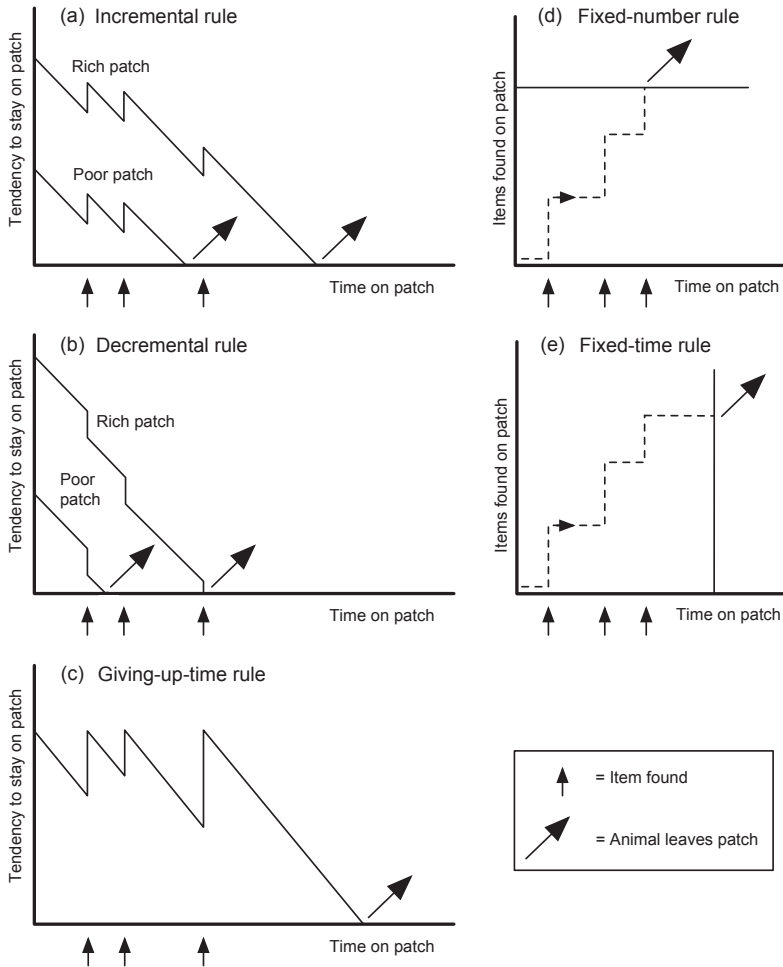 (a) Incremental rule
Tendency to stay on patch
Rich patch
Poor patch
Time on patch
(b) Decremental rule
Tendency to stay on patch
Rich patch
Poor
patch
Time on patch
(c) Giving-up-time rule
Tendency to stay on patch
Time on patch
(d) Fixed-number rule
Items found on patch
Time on patch
(e) Fixed-time rule
Items found on patch
Time on patch
= Item found
= Animal leaves patch